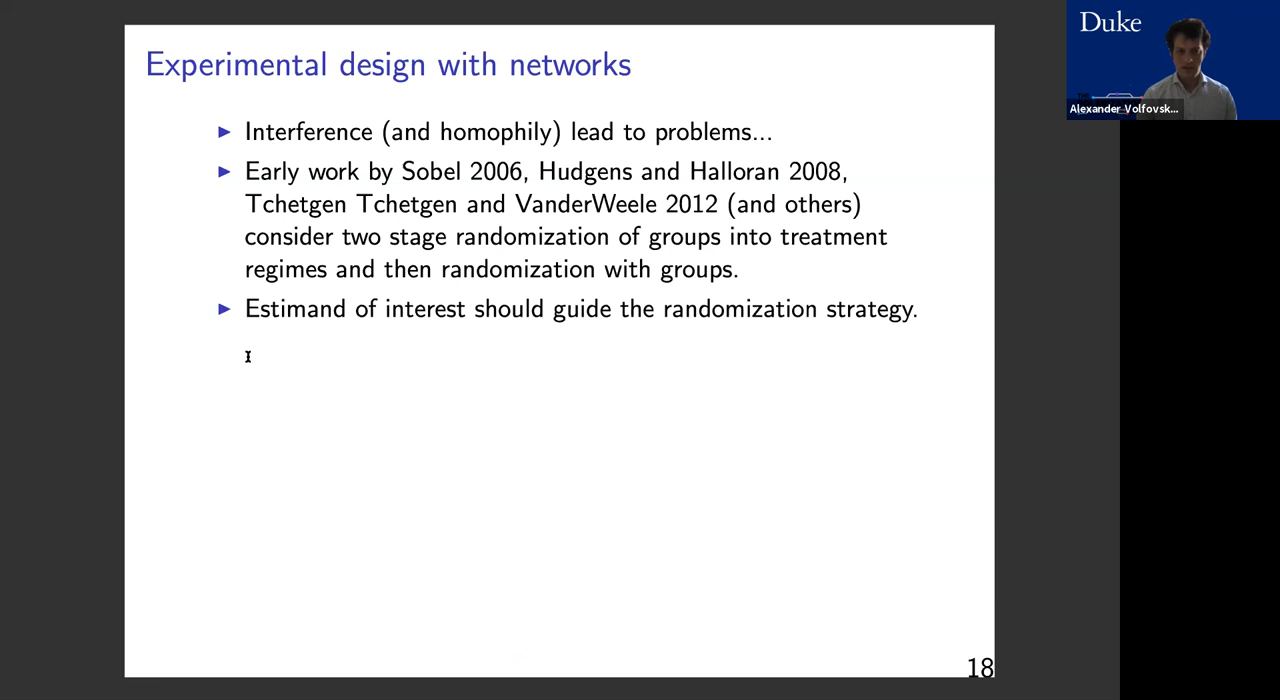 Experimental design with networks
▶ Interference (and homophily) lead to problems...
▶ Early work by Sobel 2006, Hudgens and Halloran 2008,
Tchetgen Tchetgen and VanderWeele 2012 (and others)
consider two stage randomization of groups into treatment
regimes and then randomization with groups.
▶ Estimand of interest should guide the randomization strategy.
18
Duke
Alexander Volfovsk...